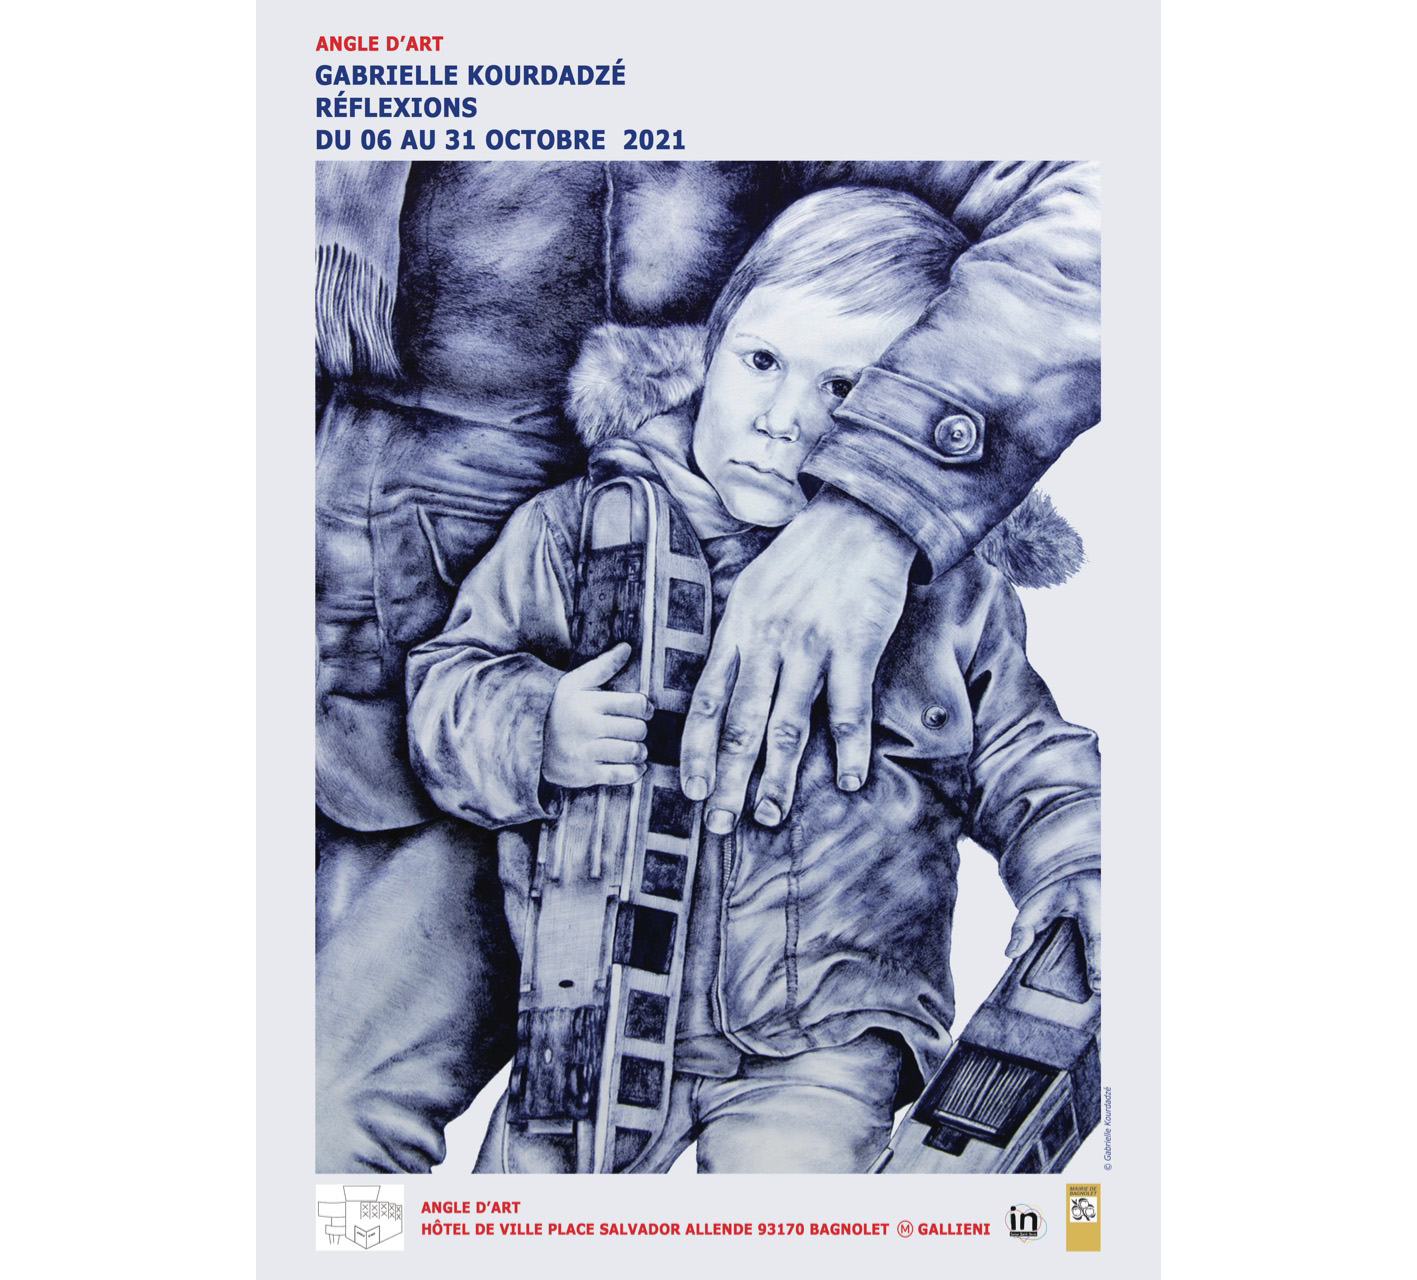 ANGLE D'ART
GABRIELLE KOURDADZÉ
RÉFLEXIONS
DU 06 AU 31 OCTOBRE 2021
© Gabrielle Kourdadzé
ANGLE D'ART
HÔTEL DE VILLE PLACE SALVADOR ALLENDE 93170 BAGNOLET Ⓜ GALLIENI
in
MAIRIE DE
BAGNOLET